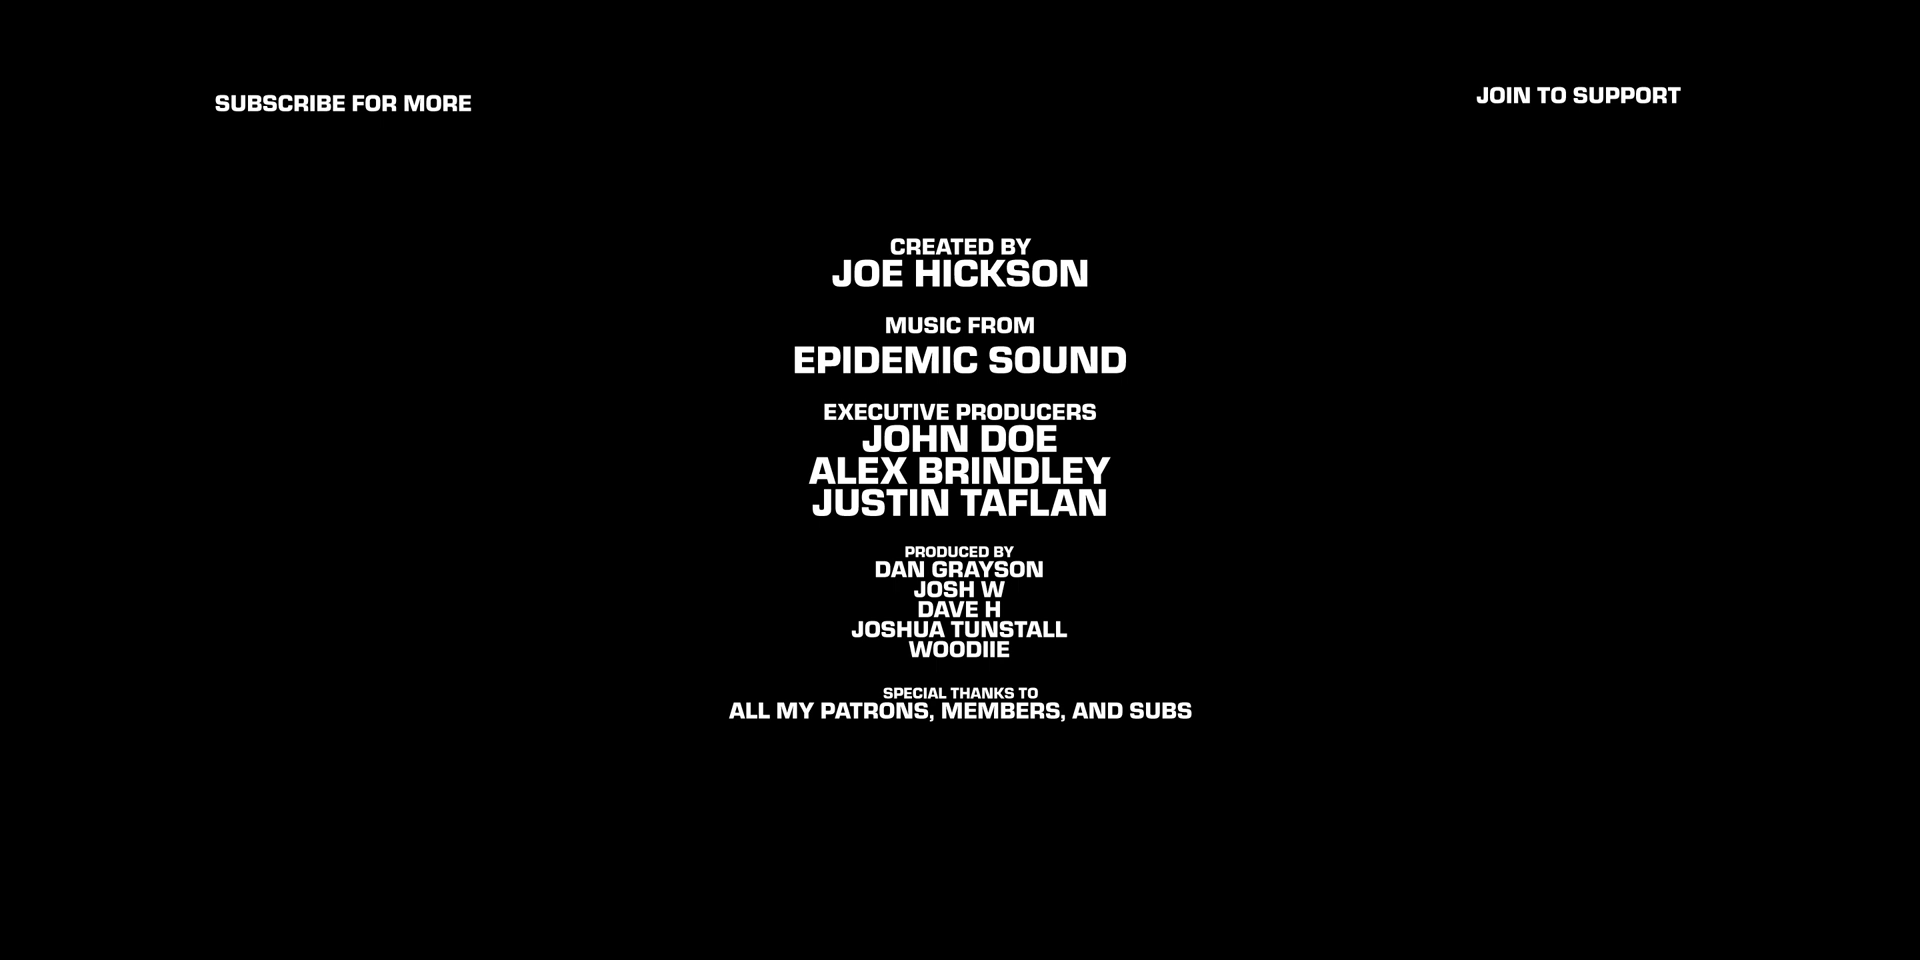 SUBSCRIBE FOR MORE
JOIN TO SUPPORT
CREATED BY
JOE HICKSON
MUSIC FROM
EPIDEMIC SOUND
EXECUTIVE PRODUCERS
JOHN DOE
ALEX BRINDLEY
JUSTIN TAFLAN
PRODUCED BY
DAN GRAYSON
JOSH W
DAVE H
JOSHUA TUNSTALL
WOODIIE
SPECIAL THANKS TO
ALL MY PATRONS, MEMBERS, AND SUBS